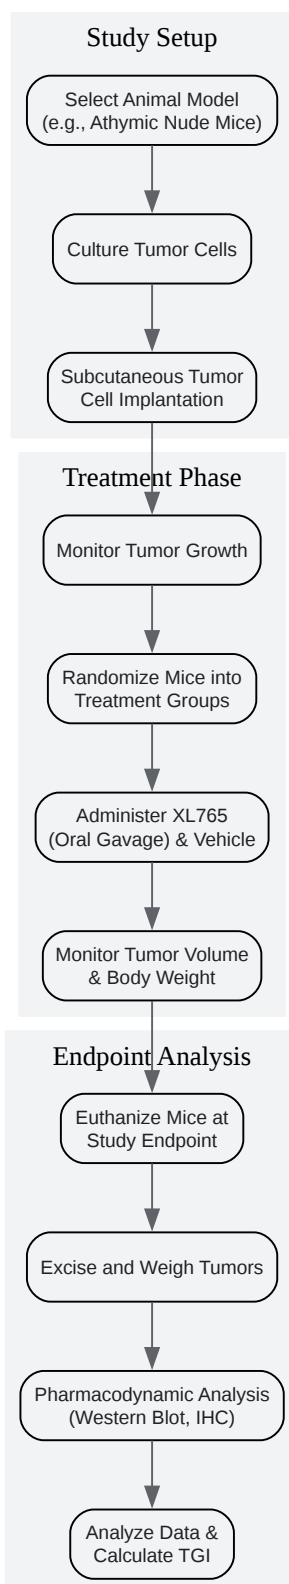 Study Setup
Select Animal Model
(e.g., Athymic Nude Mice)
Culture Tumor Cells
Subcutaneous Tumor
Cell Implantation
Treatment Phase
Monitor Tumor Growth
Randomize Mice into
Treatment Groups
Administer XL765
(Oral Gavage) & Vehicle
Monitor Tumor Volume
& Body Weight
Endpoint Analysis
Euthanize Mice at
Study Endpoint
Excise and Weigh Tumors
Pharmacodynamic Analysis
(Western Blot, IHC)
Analyze Data &
Calculate TGI